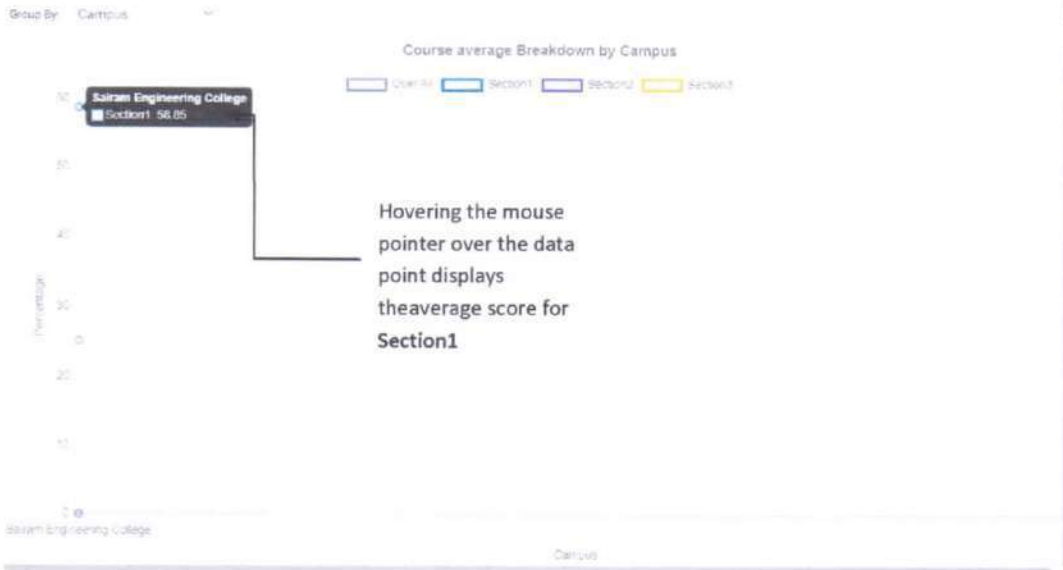 Group By Campus
Course average Breakdown by Campus
Over All Section1 Section2 Section3
60
Sairam Engineering College
Section1 58.85
50
40
Percentage
30
20
10
0
Sairam Engineering College
Campus
Hovering the mouse
pointer over the data
point displays
theaverage score for
Section1